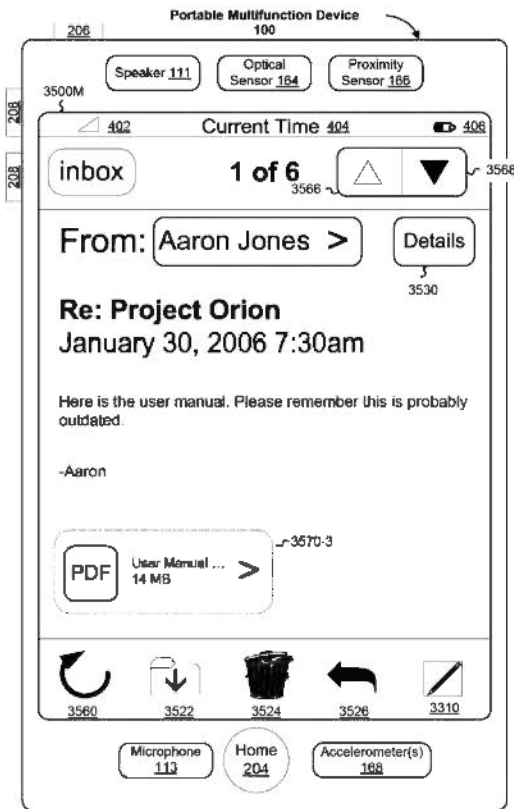 Portable Multifunction Device
100
206
Speaker 111
Optical
Sensor 164
Proximity
Sensor 166
3500M
208
402
Current Time 404
406
208
inbox
1 of 6
3566
3568
From: Aaron Jones >
Details
3530
Re: Project Orion
January 30, 2006 7:30am
Here is the user manual. Please remember this is probably
outdated.
-Aaron
3570-3
PDF
User Manual ...
14 MB
>
3560
3522
3524
3526
3310
Microphone
113
Home
204
Accelerometer(s)
168